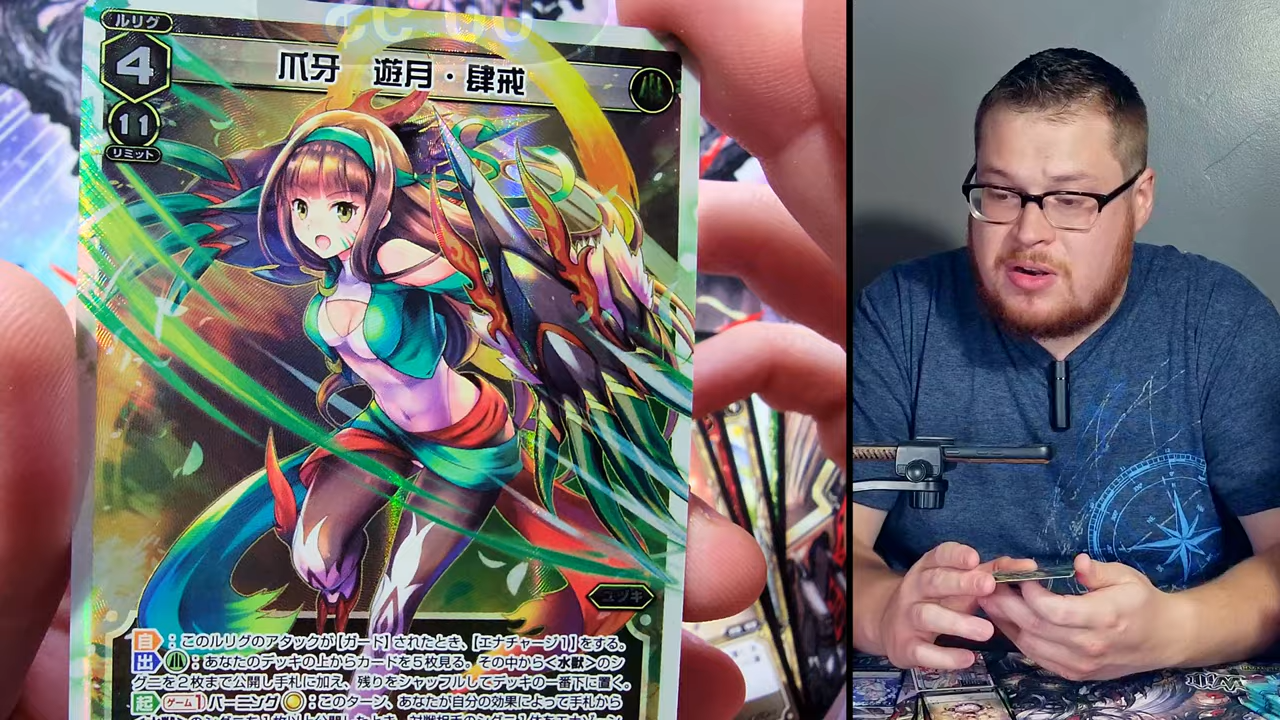 ルリグ
4
爪牙 遊月・肆戒
11
リミット
ユヅキ
自:このルリグのアタックが【ガード】されたとき、【エナチャージ1】をする。
出:あなたのデッキの上からカードを5枚見る。その中から<水獣>のシ
グニを2枚まで公開し手札に加え、残りをシャッフルしてデッキの一番下に置く。
起 ゲーム1 バーニング:このターン、あなたが自分の効果によって手札から